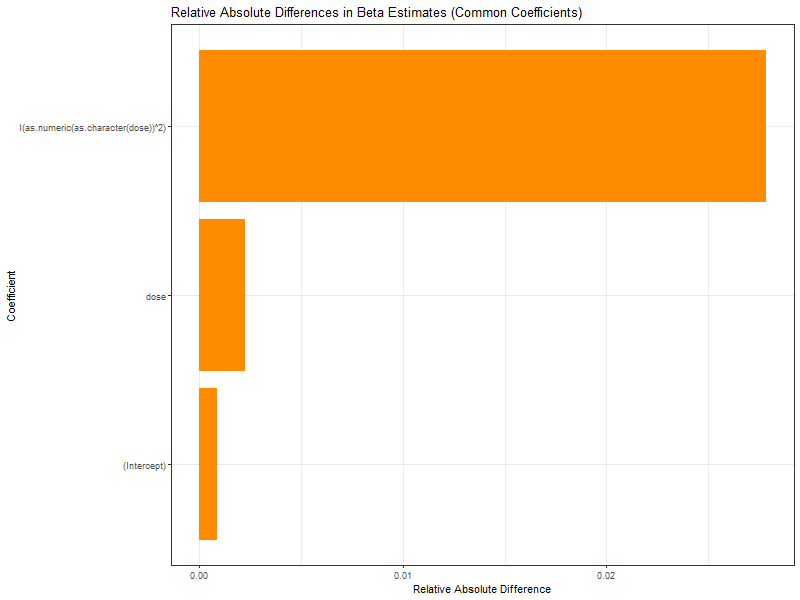 Relative Absolute Differences in Beta Estimates (Common Coefficients)
I(as.numeric(as.character(dose))^2)
dose
(Intercept)
Coefficient
0.00
0.01
0.02
Relative Absolute Difference